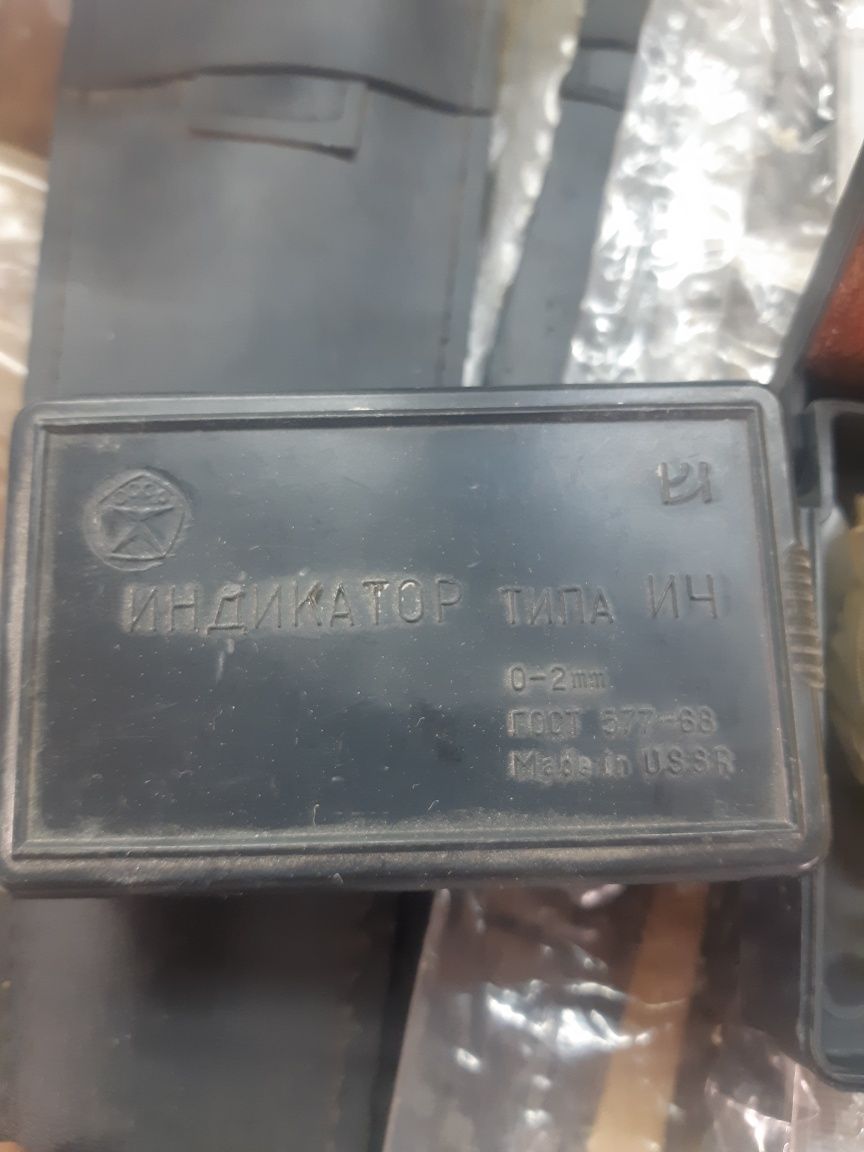 ИНДИКАТОР ТИПА ИЧ
0-2mm
ГОСТ 577-68
Made in USSR